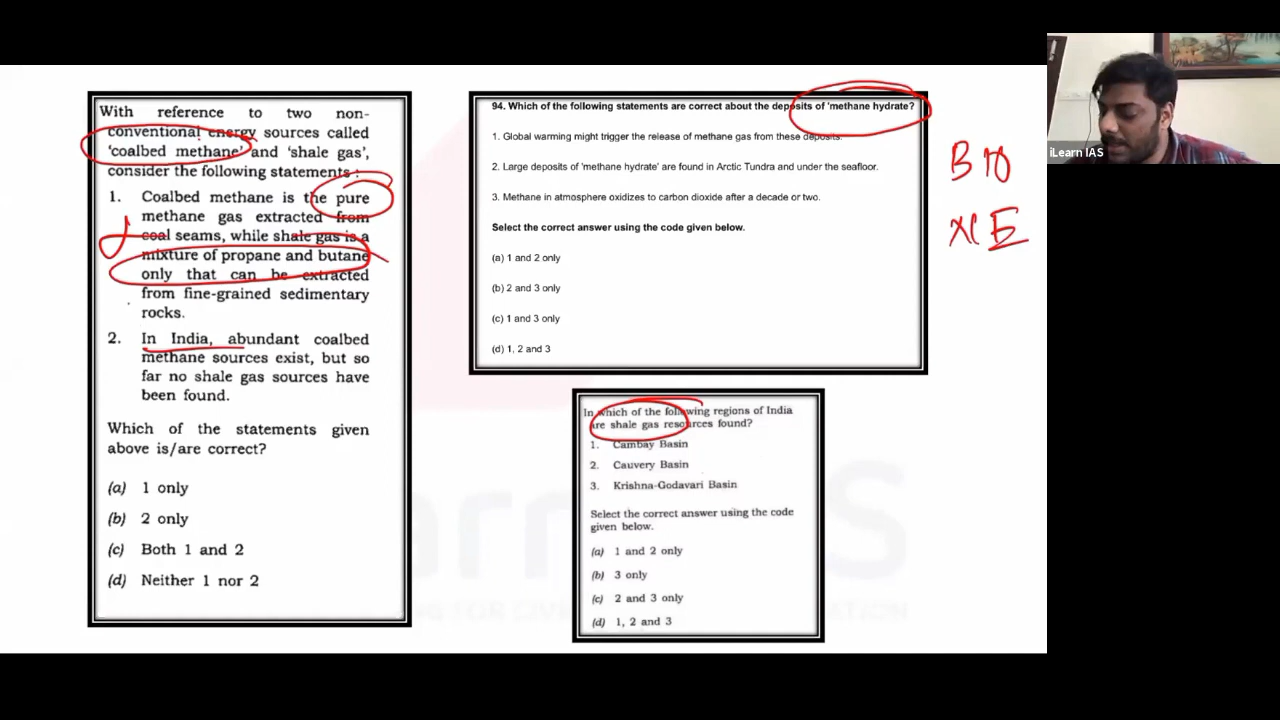 With reference to two non-
conventional energy sources called
'coalbed methane' and 'shale gas',
consider the following statements :
1. Coalbed methane is the pure
methane gas extracted from
coal seams, while shale gas is a
mixture of propane and butane
only that can be extracted
from fine-grained sedimentary
rocks.
2. In India, abundant coalbed
methane sources exist, but so
far no shale gas sources have
been found.
Which of the statements given
above is/are correct?
(a) 1 only
(b) 2 only
(c) Both 1 and 2
(d) Neither 1 nor 2
94. Which of the following statements are correct about the deposits of 'methane hydrate?
1. Global warming might trigger the release of methane gas from these deposits.
2. Large deposits of 'methane hydrate' are found in Arctic Tundra and under the seafloor.
3. Methane in atmosphere oxidizes to carbon dioxide after a decade or two.
Select the correct answer using the code given below.
(a) 1 and 2 only
(b) 2 and 3 only
(c) 1 and 3 only
(d) 1, 2 and 3
In which of the following regions of India
are shale gas resources found?
1. Cambay Basin
2. Cauvery Basin
3. Krishna-Godavari Basin
Select the correct answer using the code
given below.
(a) 1 and 2 only
(b) 3 only
(c) 2 and 3 only
(d) 1, 2 and 3
iLearn IAS